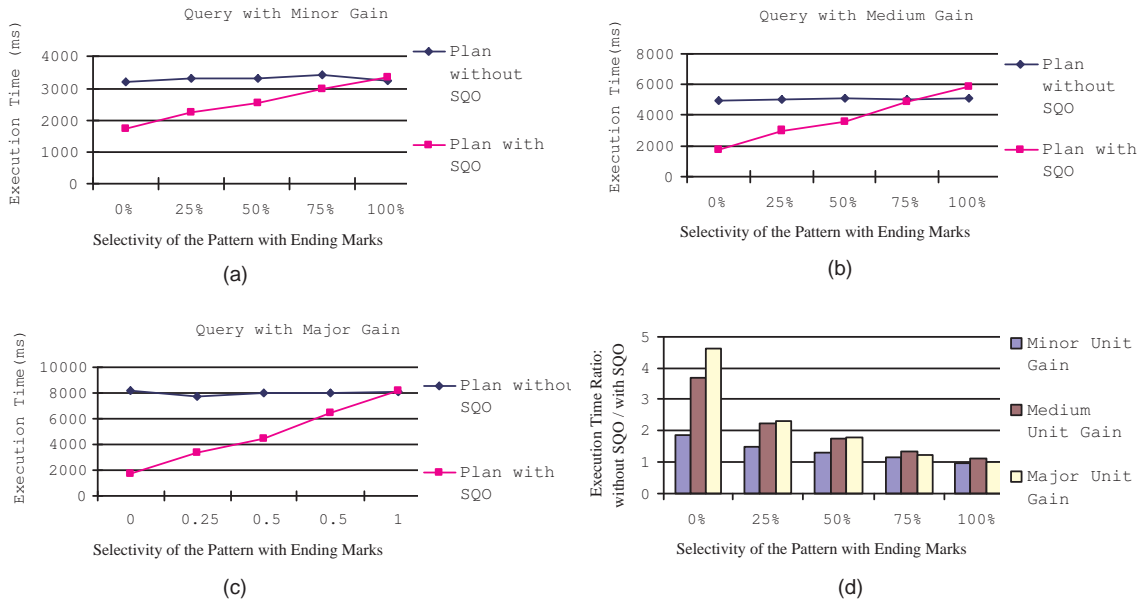 Query with Minor Gain
Execution Time (ms)
4000
3000
2000
1000
0
0% 25% 50% 75% 100%
Selectivity of the Pattern with Ending Marks
Plan
without
SQO
Plan with
SQO
(a)
Query with Medium Gain
Execution Time(ms)
8000
6000
4000
2000
0
0% 25% 50% 75% 100%
Selectivity of the Pattern with Ending Marks
Plan
without
SQO
Plan with
SQO
(b)
Query with Major Gain
Execution Time(ms)
10000
8000
6000
4000
2000
0
0 0.25 0.5 0.5 1
Selectivity of the Pattern with Ending Marks
Plan withou
SQO
Plan with
SQO
(c)
Execution Time Ratio:
without SQO / with SQO
5
4
3
2
1
0
0% 25% 50% 75% 100%
Selectivity of the Pattern with Ending Marks
Minor Unit
Gain
Medium
Unit Gain
Major Unit
Gain
(d)